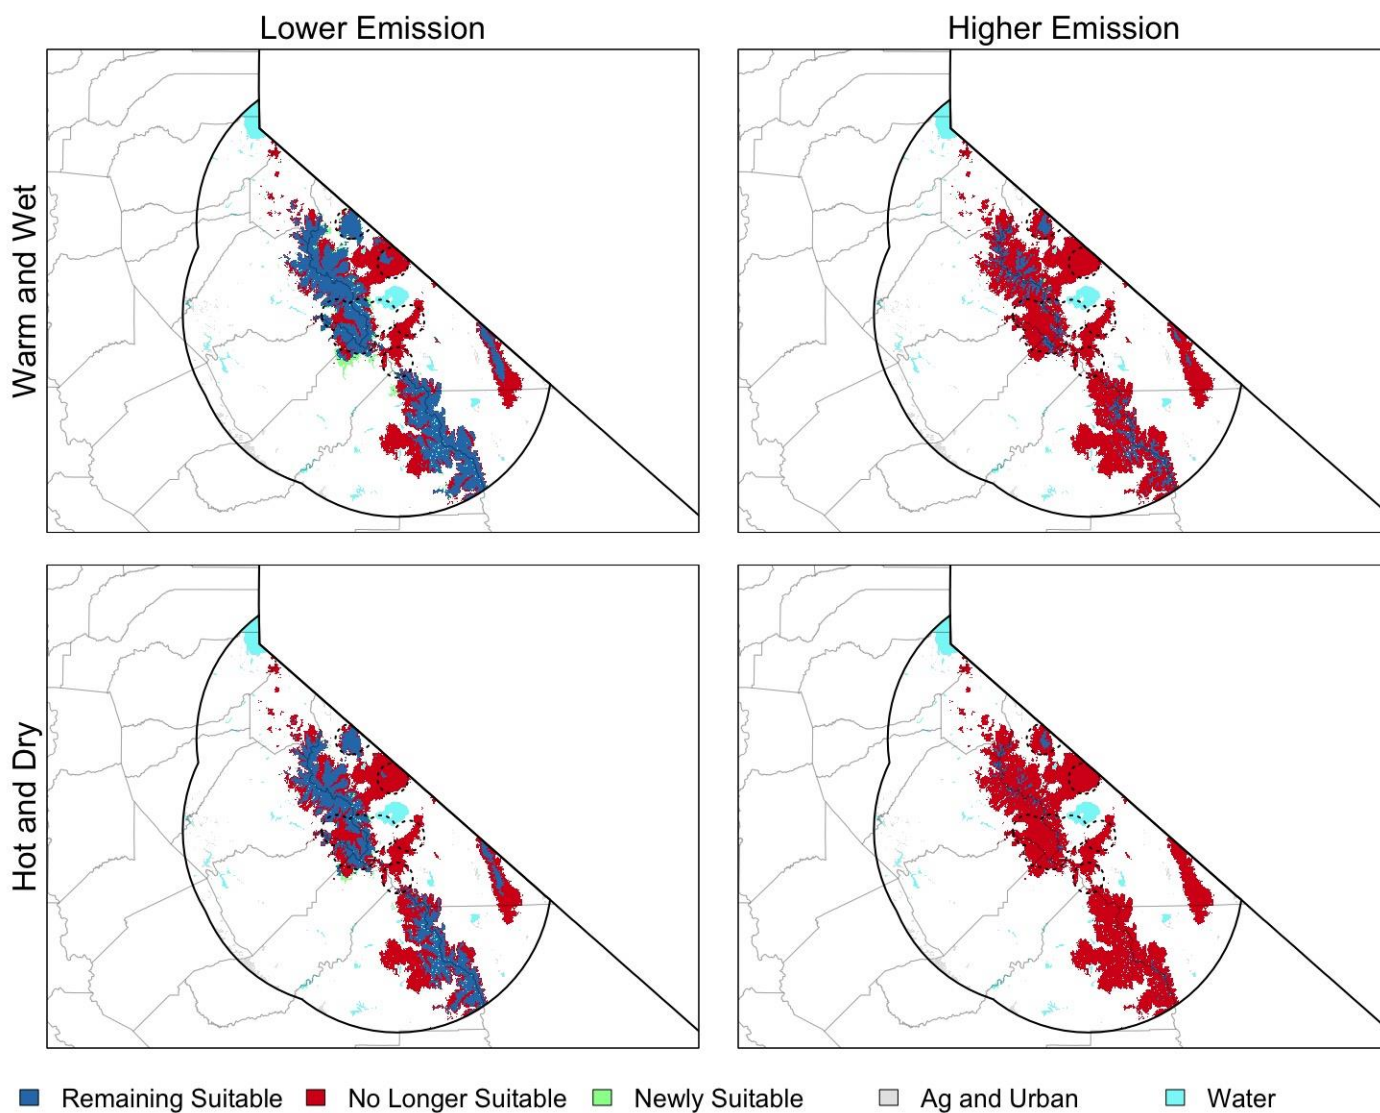 Lower Emission
Higher Emission
Warm and Wet
Hot and Dry
Remaining Suitable
No Longer Suitable
Newly Suitable
Ag and Urban
Water